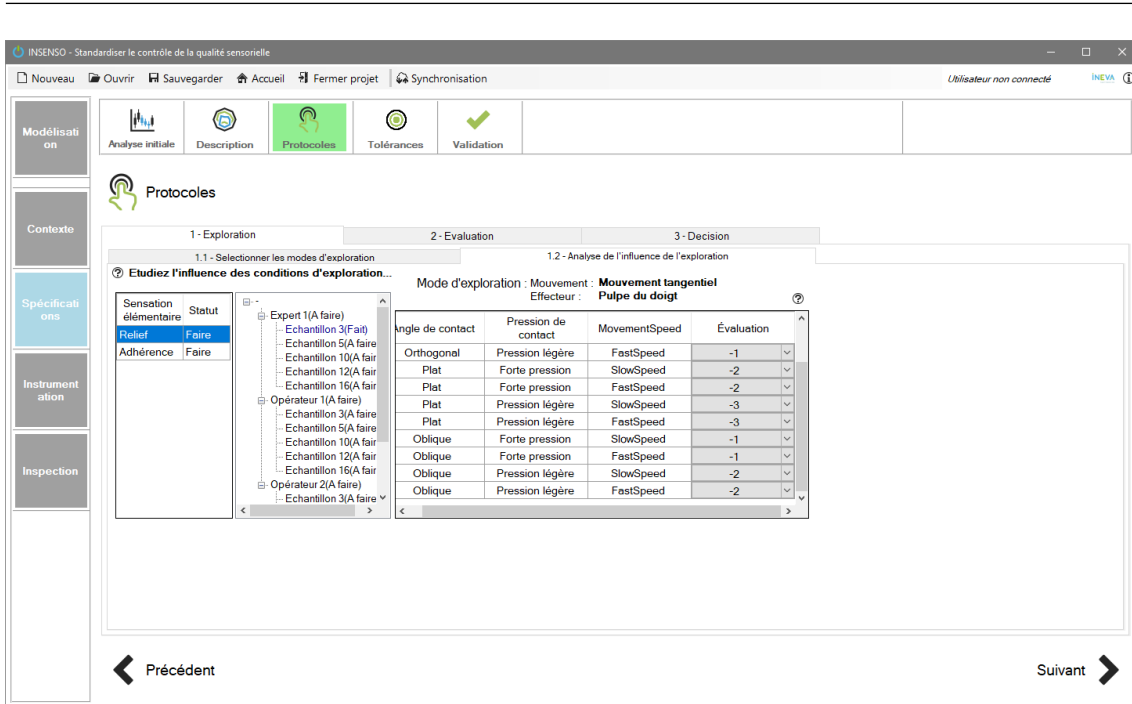 INSENSO - Standardiser le contrôle de la qualité sensorielle
Nouveau Ouvrir Sauvegarder Accueil Fermer projet Synchronisation Utilisateur non connecté INEVA
Modélisati
on
Analyse initiale Description Protocoles Tolérances Validation
Protocoles
Contexte
1 - Exploration 2 - Evaluation 3 - Decision
1.1 - Selectionner les modes d'exploration 1.2 - Analyse de l'influence de l'exploration
Etudiez l'influence des conditions d'exploration...
Mode d'exploration : Mouvement : Mouvement tangentiel
Effecteur : Pulpe du doigt
Spécificati
ons
Sensation
élémentaire Statut
Relief Faire
Adhérence Faire
-
Expert 1(A faire)
Echantillon 3(Fait)
Echantillon 5(A faire
Echantillon 10(A fair
Echantillon 12(A fair
Echantillon 16(A fair
Opérateur 1(A faire)
Echantillon 3(A faire
Echantillon 5(A faire
Echantillon 10(A fair
Echantillon 12(A fair
Echantillon 16(A fair
Opérateur 2(A faire)
Echantillon 3(A faire
Angle de contact Pression de
contact MovementSpeed Évaluation
Orthogonal Pression légère FastSpeed -1
Plat Forte pression SlowSpeed -2
Plat Forte pression FastSpeed -2
Plat Pression légère SlowSpeed -3
Plat Pression légère FastSpeed -3
Oblique Forte pression SlowSpeed -1
Oblique Forte pression FastSpeed -1
Oblique Pression légère SlowSpeed -2
Oblique Pression légère FastSpeed -2
Instrument
ation
Inspection
Précédent Suivant